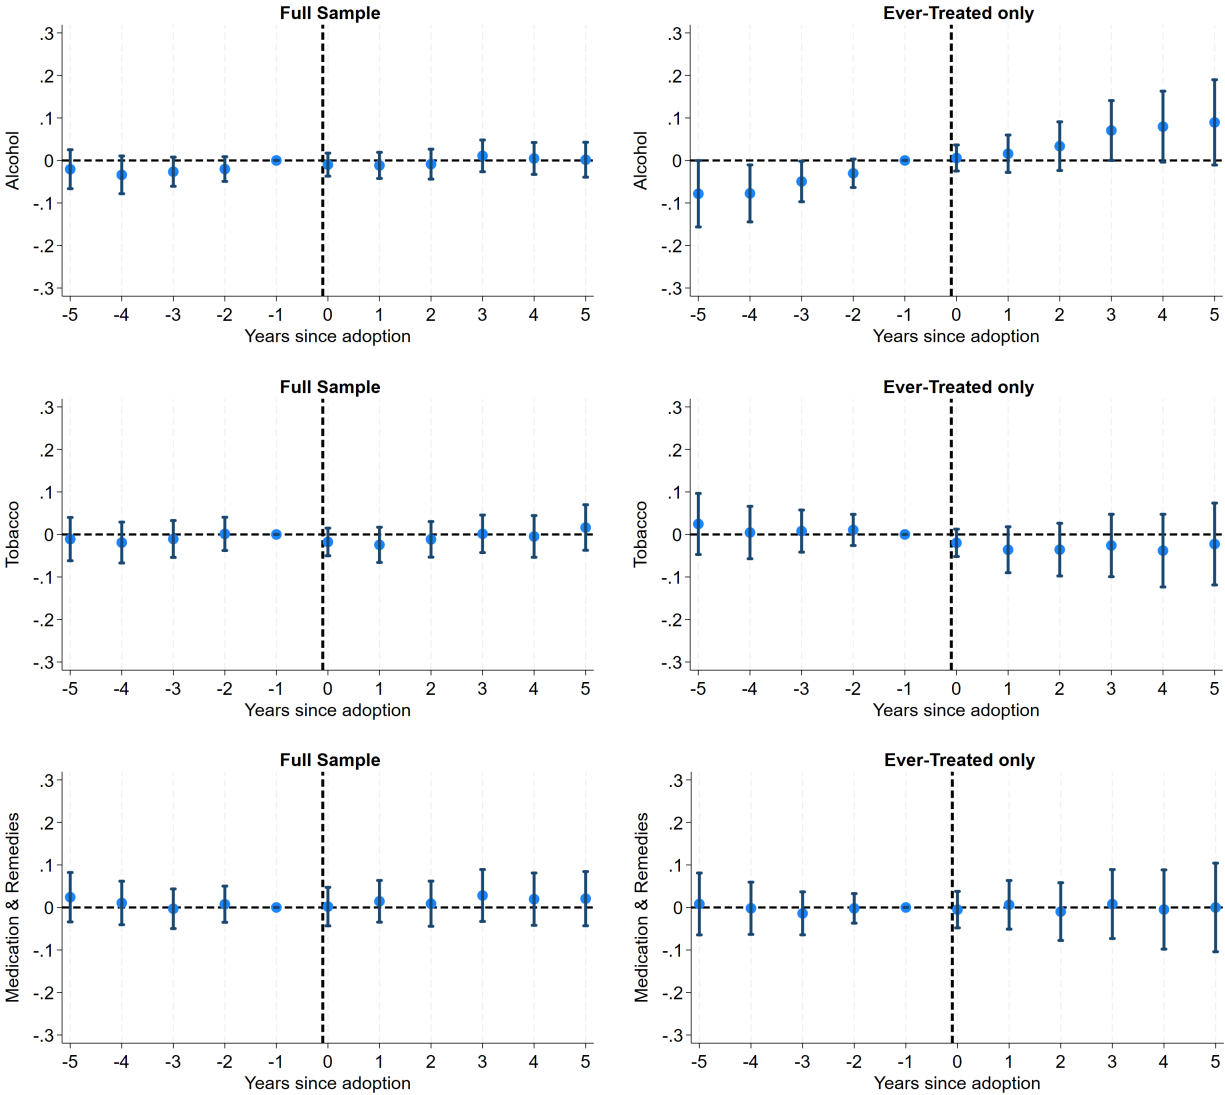 Full Sample
Alcohol
.3
.2
.1
0
-.1
-.2
-.3
-5 -4 -3 -2 -1 0 1 2 3 4 5
Years since adoption
Ever-Treated only
Alcohol
.3
.2
.1
0
-.1
-.2
-.3
-5 -4 -3 -2 -1 0 1 2 3 4 5
Years since adoption
Full Sample
Tobacco
.3
.2
.1
0
-.1
-.2
-.3
-5 -4 -3 -2 -1 0 1 2 3 4 5
Years since adoption
Ever-Treated only
Tobacco
.3
.2
.1
0
-.1
-.2
-.3
-5 -4 -3 -2 -1 0 1 2 3 4 5
Years since adoption
Full Sample
Medication & Remedies
.3
.2
.1
0
-.1
-.2
-.3
-5 -4 -3 -2 -1 0 1 2 3 4 5
Years since adoption
Ever-Treated only
Medication & Remedies
.3
.2
.1
0
-.1
-.2
-.3
-5 -4 -3 -2 -1 0 1 2 3 4 5
Years since adoption